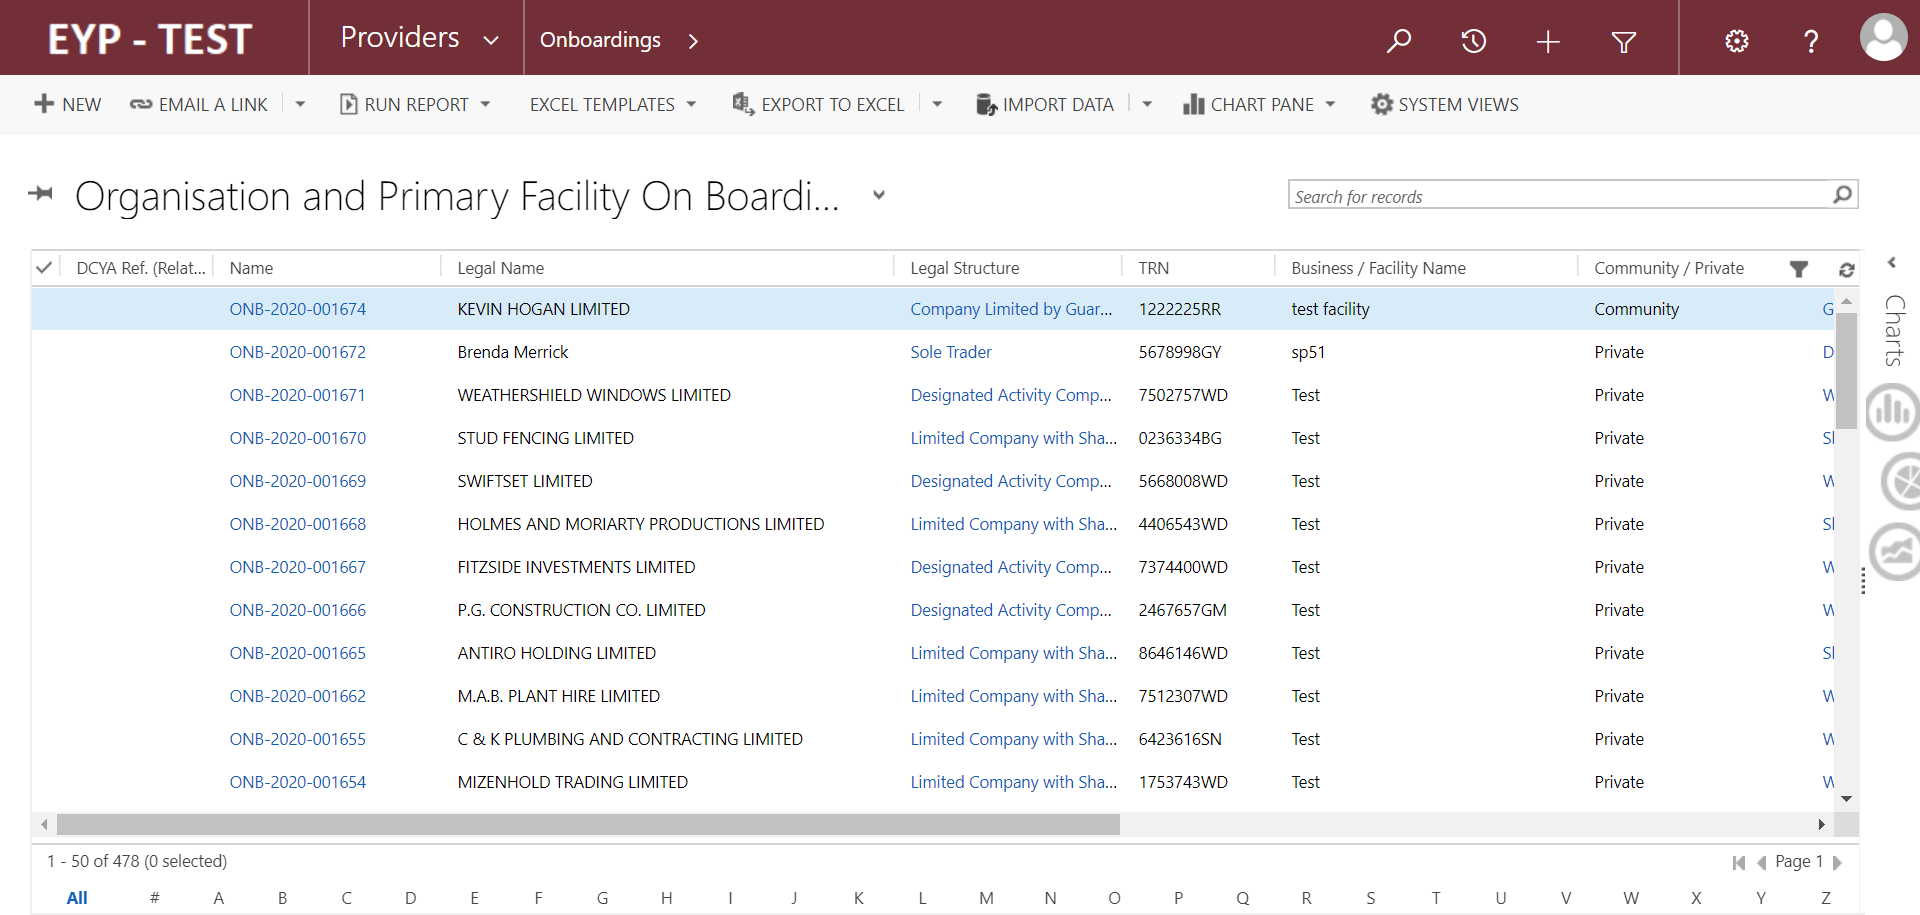 EYP - TEST Providers Onboardings
NEW EMAIL A LINK RUN REPORT EXCEL TEMPLATES EXPORT TO EXCEL IMPORT DATA CHART PANE SYSTEM VIEWS
Organisation and Primary Facility On Boardi... Search for records
DCYA Ref. (Relat... Name Legal Name Legal Structure TRN Business / Facility Name Community / Private
ONB-2020-001674 KEVIN HOGAN LIMITED Company Limited by Guar... 1222225RR test facility Community G
ONB-2020-001672 Brenda Merrick Sole Trader 5678998GY sp51 Private D
ONB-2020-001671 WEATHERSHIELD WINDOWS LIMITED Designated Activity Comp... 7502757WD Test Private W
ONB-2020-001670 STUD FENCING LIMITED Limited Company with Sha... 0236334BG Test Private
ONB-2020-001669 SWIFTSET LIMITED Designated Activity Comp... 5668008WD Test Private W
ONB-2020-001668 HOLMES AND MORIARTY PRODUCTIONS LIMITED Limited Company with Sha... 4406543WD Test Private
ONB-2020-001667 FITZSIDE INVESTMENTS LIMITED Designated Activity Comp... 7374400WD Test Private W
ONB-2020-001666 P.G. CONSTRUCTION CO. LIMITED Designated Activity Comp... 2467657GM Test Private W
ONB-2020-001665 ANTIRO HOLDING LIMITED Limited Company with Sha... 8646146WD Test Private
ONB-2020-001662 M.A.B. PLANT HIRE LIMITED Limited Company with Sha... 7512307WD Test Private W
ONB-2020-001655 C & K PLUMBING AND CONTRACTING LIMITED Limited Company with Sha... 6423616SN Test Private W
ONB-2020-001654 MIZENHOLD TRADING LIMITED Limited Company with Sha... 1753743WD Test Private W
Charts
1 - 50 of 478 (0 selected) Page 1
All # A B C D E F G H I J K L M N O P Q R S T U V W X Y Z